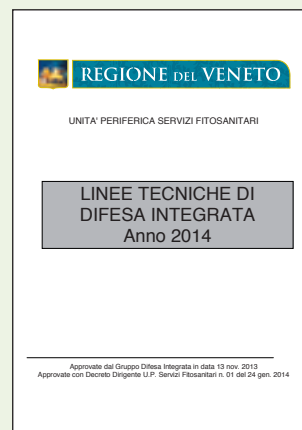 REGIONE DEL VENETO
UNITA' PERIFERICA SERVIZI FITOSANITARI
LINEE TECNICHE DI
DIFESA INTEGRATA
Anno 2014
Approvate dal Gruppo Difesa Integrata in data 13 nov. 2013
Approvate con Decreto Dirigente U.P. Servizi Fitosanitari n. 01 del 24 gen. 2014